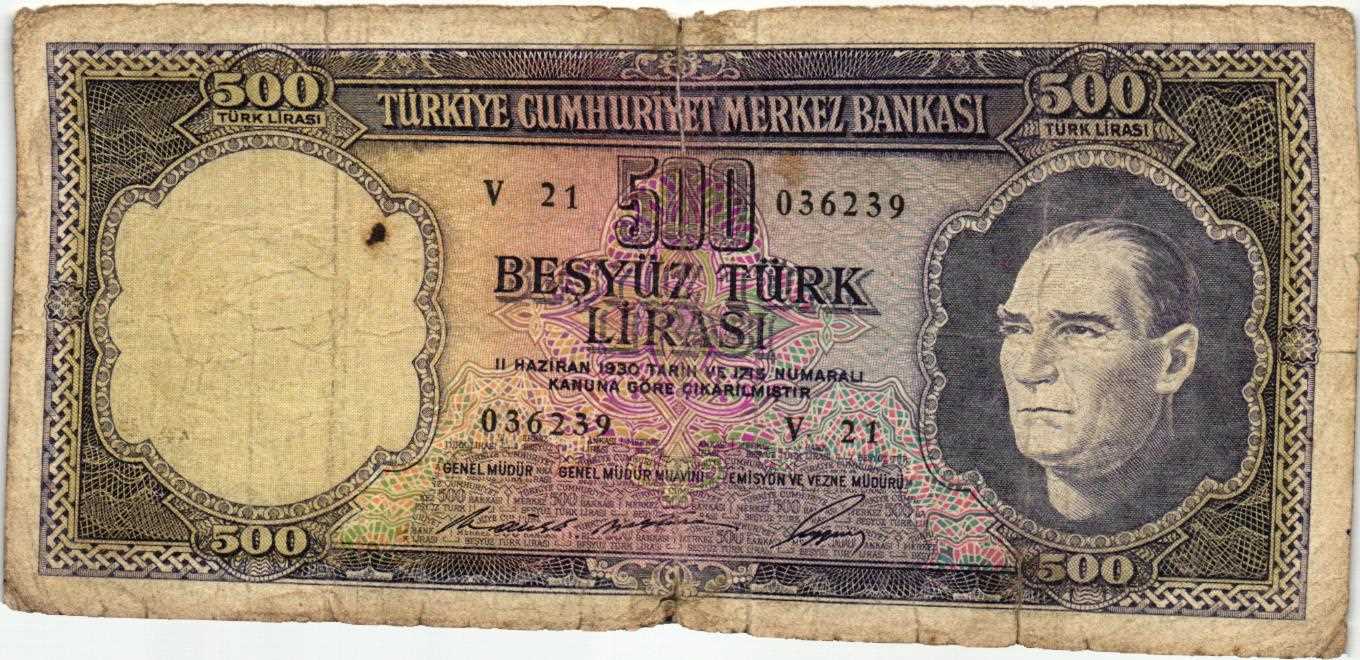 500
TÜRK LİRASI
TÜRKİYE CUMHURİYET MERKEZ BANKASI
500
TÜRK LİRASI
V 21
500
036239
BEŞYÜZ TÜRK
LİRASI
II HAZİRAN 1930 TARİH VE 1715 NUMARALI
KANUNA GÖRE ÇIKARILMIŞTIR
036239
V 21
GENEL MÜDÜR
GENEL MÜDÜR MUAVİNİ
EMİSYON VE VEZNE MÜDÜRÜ
500
500